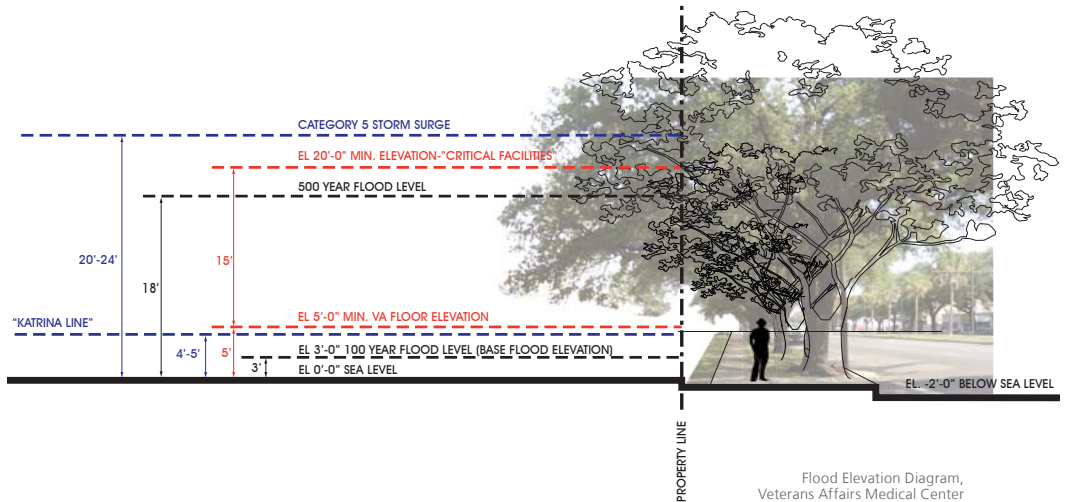 CATEGORY 5 STORM SURGE
EL 20'-0" MIN. ELEVATION-"CRITICAL FACILITIES"
500 YEAR FLOOD LEVEL
20'-24'
15'
18'
"KATRINA LINE"
EL 5'-0" MIN. VA FLOOR ELEVATION
4'-5'
5'
EL 3'-0" 100 YEAR FLOOD LEVEL (BASE FLOOD ELEVATION)
3'
EL 0'-0" SEA LEVEL
EL. -2'-0" BELOW SEA LEVEL
PROPERTY LINE
Flood Elevation Diagram,
Veterans Affairs Medical Center